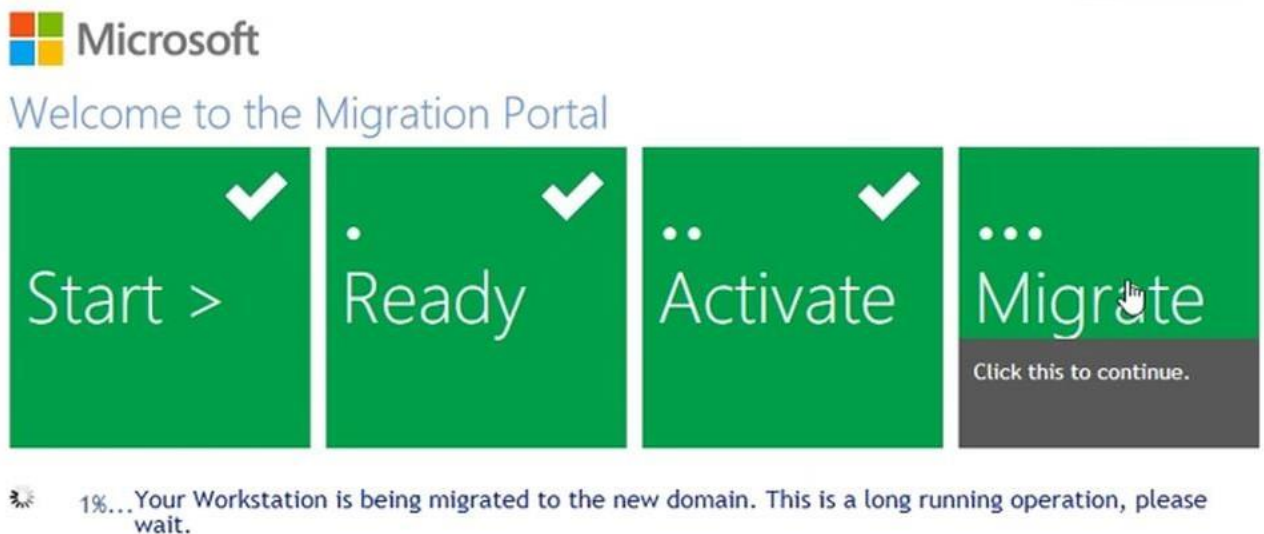 Microsoft
Welcome to the Migration Portal
Start >
Ready
Activate
Migrate
Click this to continue.
1%...Your Workstation is being migrated to the new domain. This is a long running operation, please
wait.